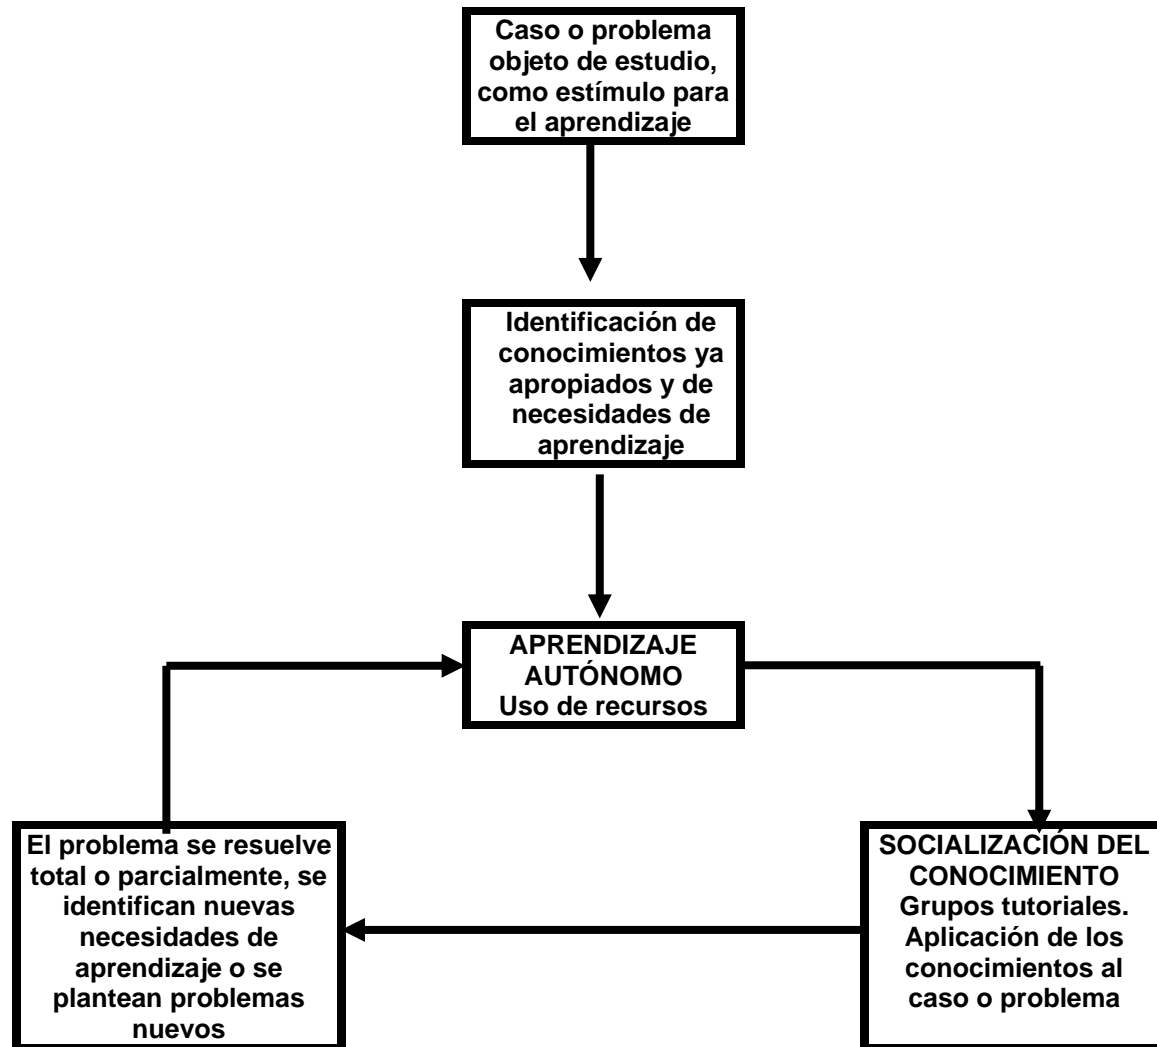 Caso o problema
objeto de estudio,
como estímulo para
el aprendizaje
Identificación de
conocimientos ya
apropiados y de
necesidades de
aprendizaje
APRENDIZAJE
AUTÓNOMO
Uso de recursos
El problema se resuelve
total o parcialmente, se
identifican nuevas
necesidades de
aprendizaje o se
plantean problemas
nuevos
SOCIALIZACIÓN DEL
CONOCIMIENTO
Grupos tutoriales.
Aplicación de los
conocimientos al
caso o problema